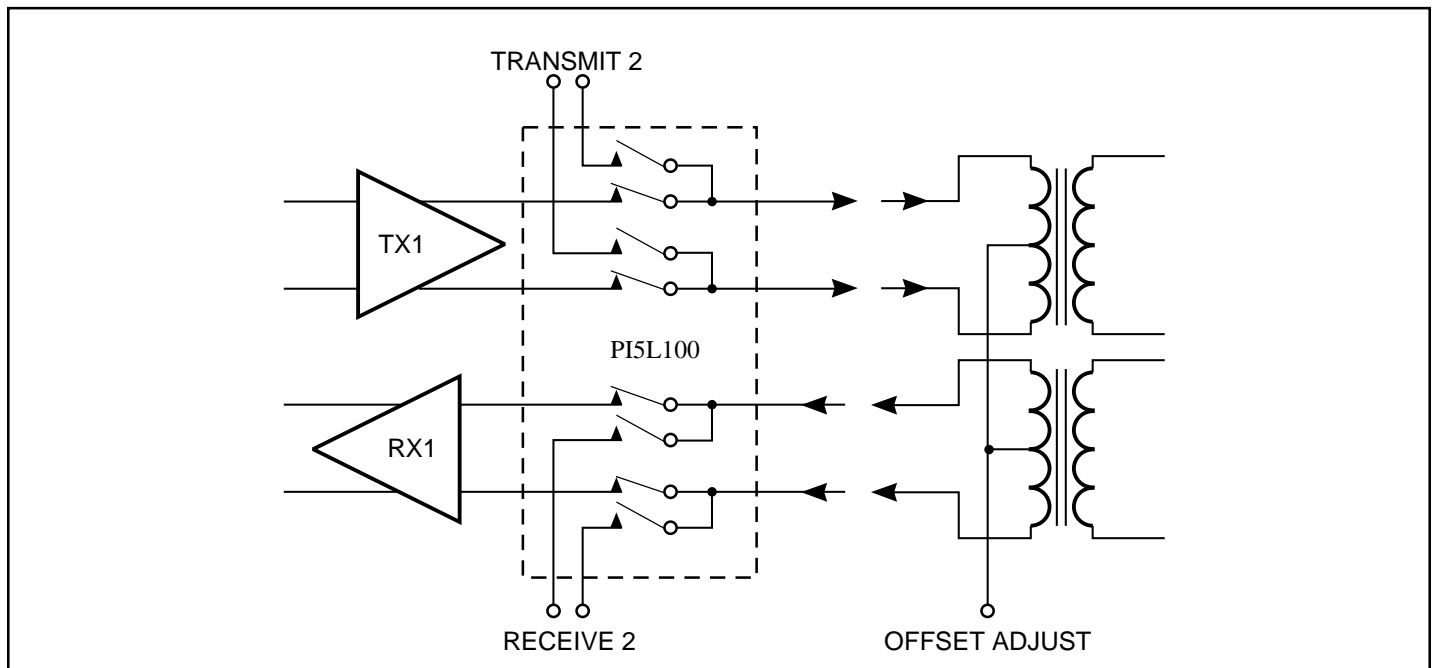 TRANSMIT 2
TX1
PI5L100
RX1
RECEIVE 2
OFFSET ADJUST